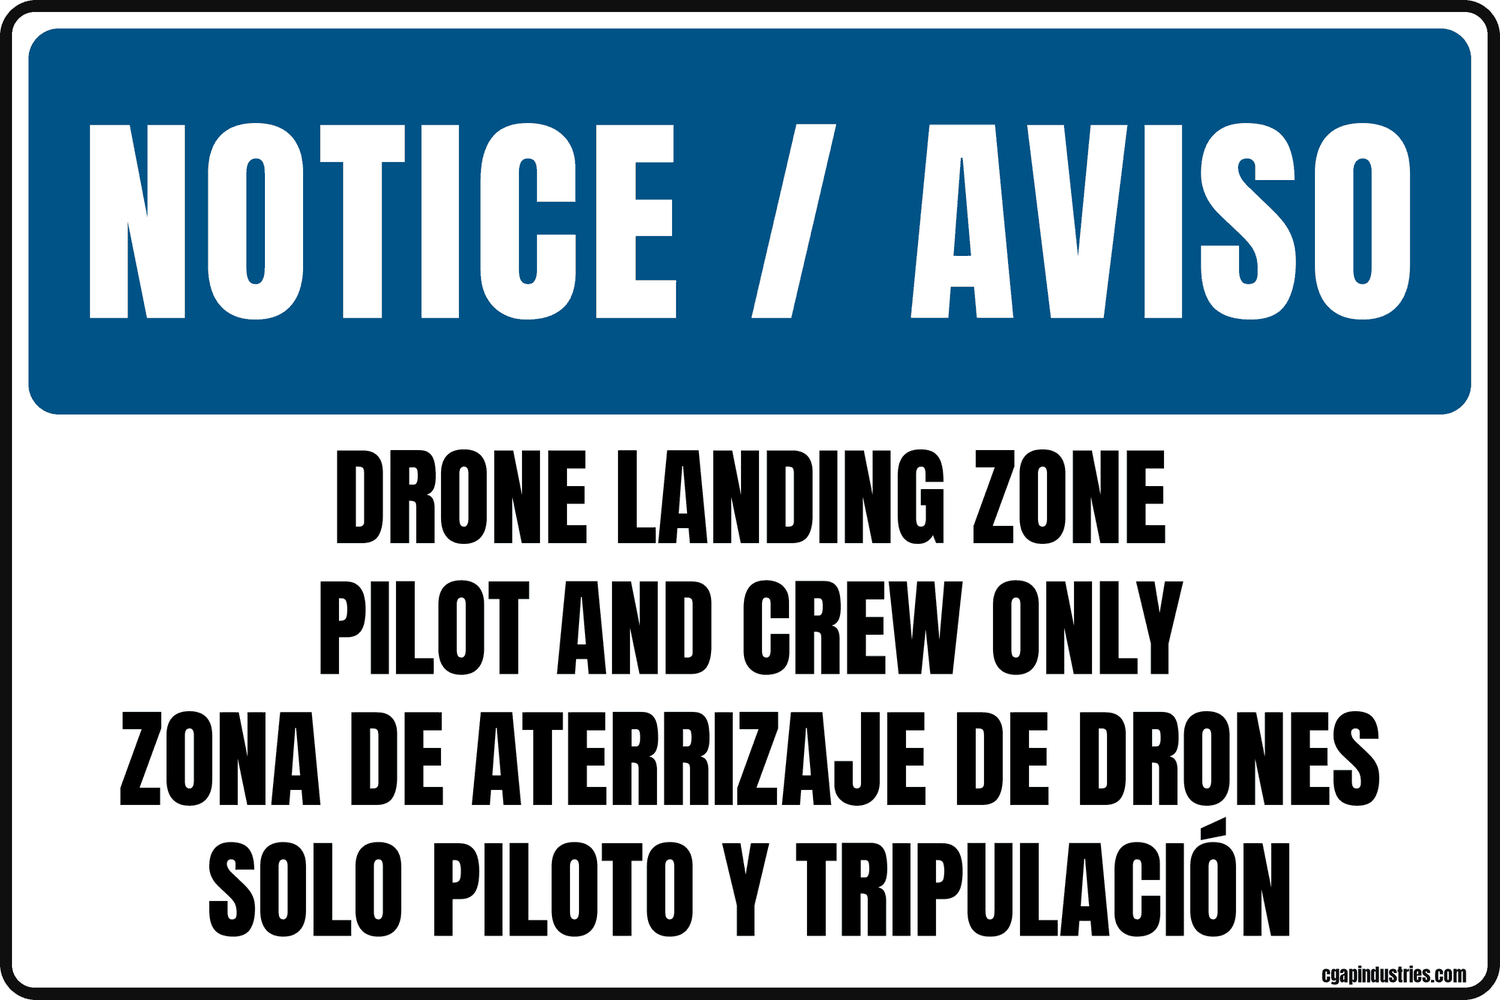 NOTICE / AVISO
DRONE LANDING ZONE
PILOT AND CREW ONLY
ZONA DE ATERRIZAJE DE DRONES
SOLO PILOTO Y TRIPULACIÓN
cgapindustries.com